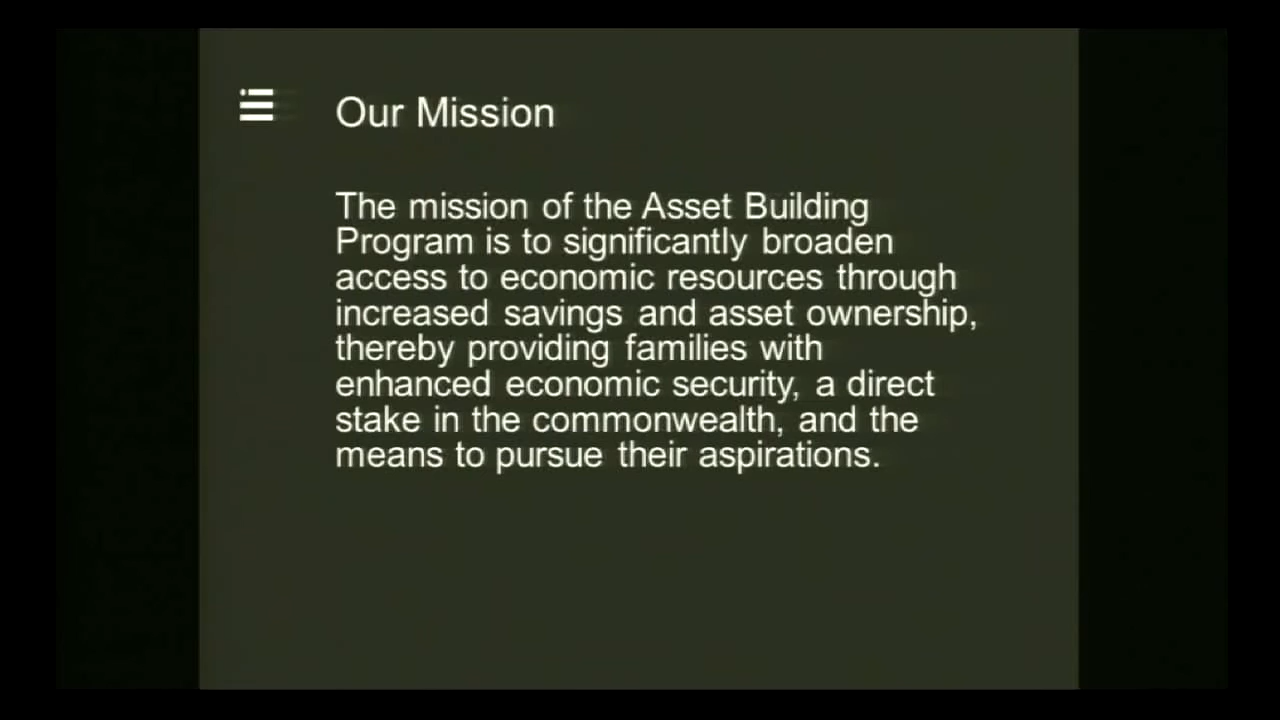 Our Mission
The mission of the Asset Building
Program is to significantly broaden
access to economic resources through
increased savings and asset ownership,
thereby providing families with
enhanced economic security, a direct
stake in the commonwealth, and the
means to pursue their aspirations.